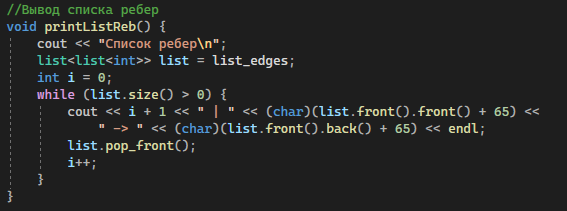 //Вывод списка ребер
void printListReb() {
    cout << "Список ребер\n";
    list<list<int>> list = list_edges;
    int i = 0;
    while (list.size() > 0) {
        cout << i + 1 << " | " << (char)(list.front().front() + 65) <<
            " -> " << (char)(list.front().back() + 65) << endl;
        list.pop_front();
        i++;
    }
}